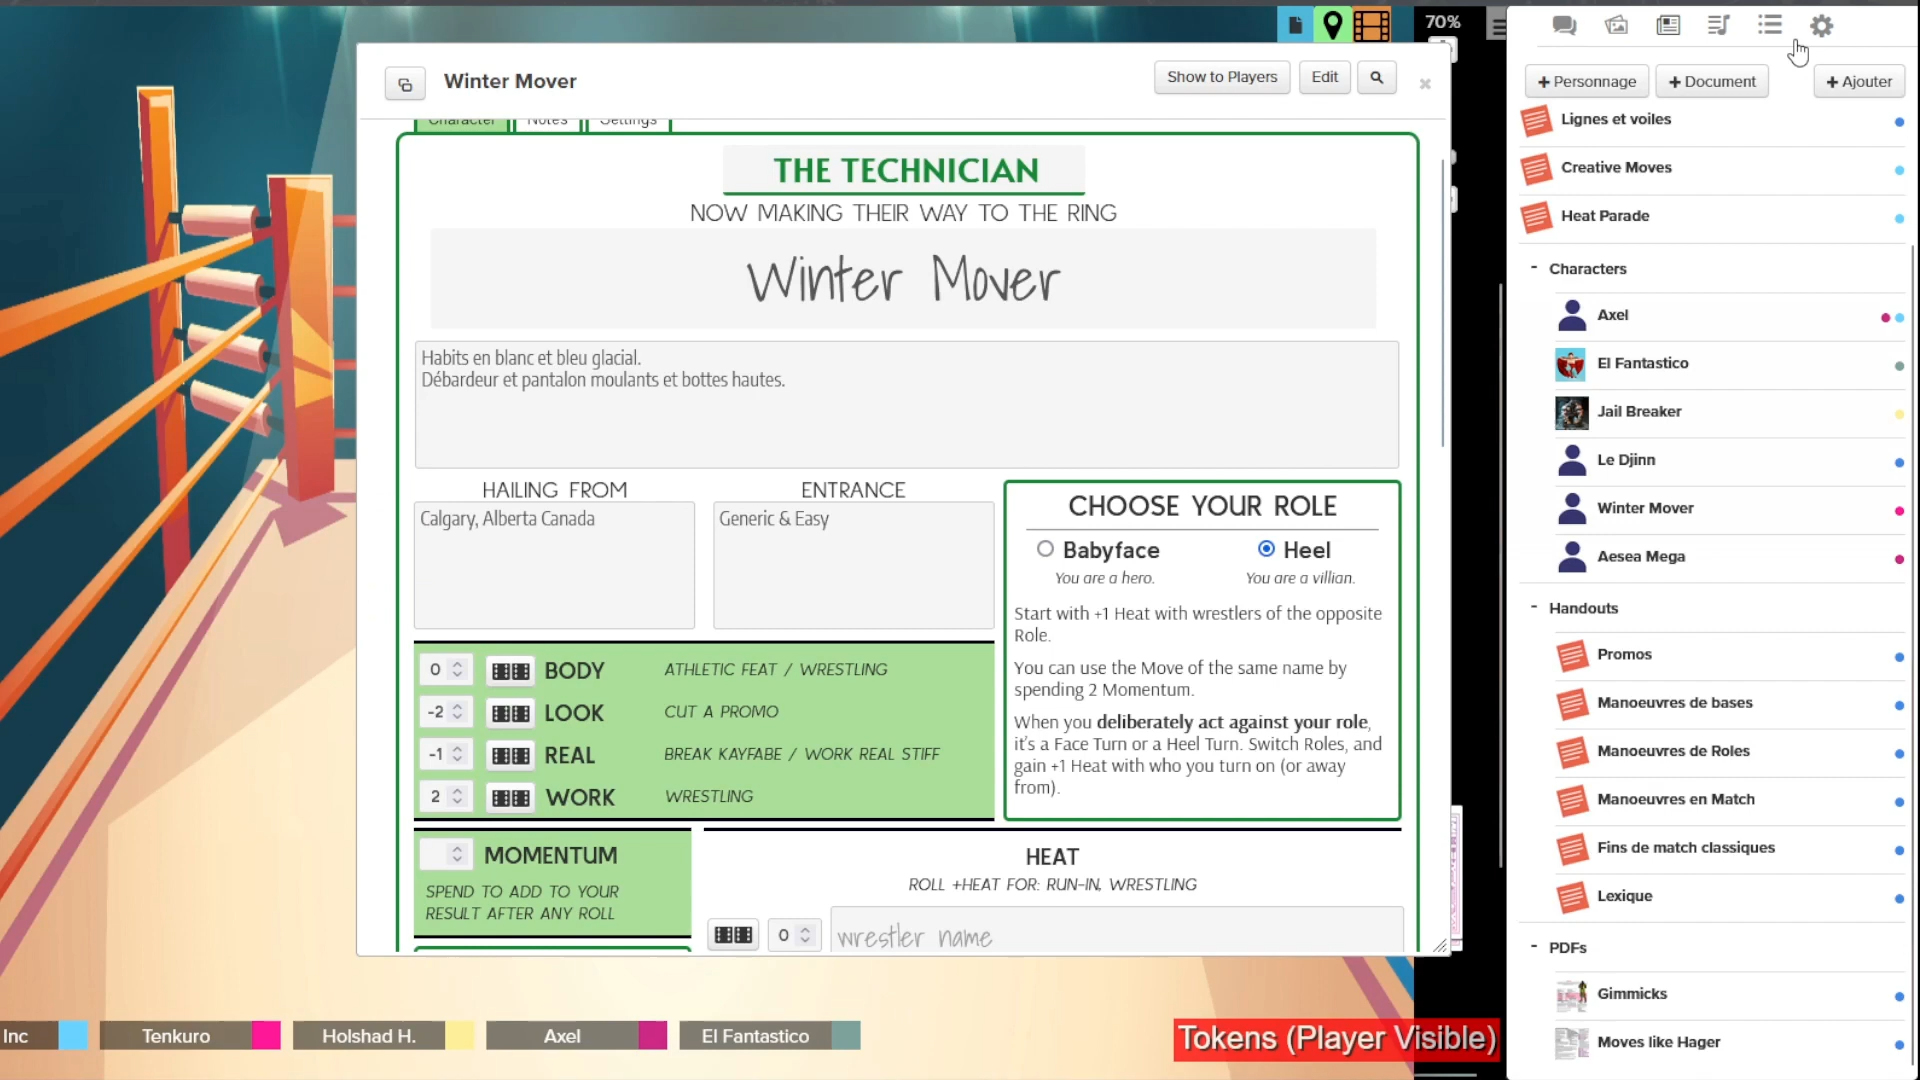 70%
Winter Mover
Show to Players
Edit
Character
Notes
Settings
THE TECHNICIAN
NOW MAKING THEIR WAY TO THE RING
Winter Mover
Habits en blanc et bleu glacial.
Débardeur et pantalon moulants et bottes hautes.
HAILING FROM
Calgary, Alberta Canada
ENTRANCE
Generic & Easy
CHOOSE YOUR ROLE
Babyface
Heel
You are a hero.
You are a villian.
Start with +1 Heat with wrestlers of the opposite
Role.
You can use the Move of the same name by
spending 2 Momentum.
When you deliberately act against your role,
it's a Face Turn or a Heel Turn. Switch Roles, and
gain +1 Heat with who you turn on (or away
from).
0 BODY ATHLETIC FEAT / WRESTLING
-2 LOOK CUT A PROMO
-1 REAL BREAK KAYFABE / WORK REAL STIFF
2 WORK WRESTLING
MOMENTUM
SPEND TO ADD TO YOUR
RESULT AFTER ANY ROLL
HEAT
ROLL +HEAT FOR: RUN-IN, WRESTLING
0
wrestler name
+ Personnage
+ Document
+ Ajouter
Lignes et voiles
Creative Moves
Heat Parade
- Characters
Axel
El Fantastico
Jail Breaker
Le Djinn
Winter Mover
Aesea Mega
- Handouts
Promos
Manoeuvres de bases
Manoeuvres de Roles
Manoeuvres en Match
Fins de match classiques
Lexique
- PDFs
Gimmicks
Moves like Hager
Inc
Tenkuro
Holshad H.
Axel
El Fantastico
Tokens (Player Visible)